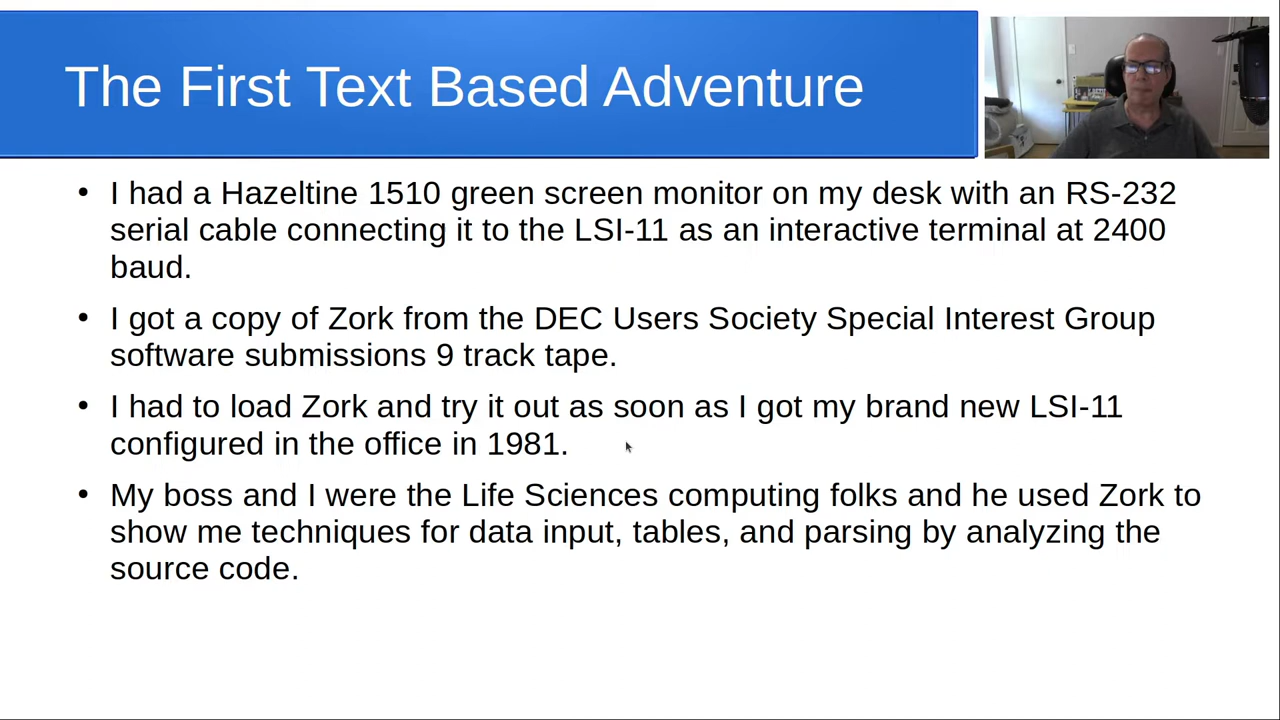 The First Text Based Adventure
• I had a Hazeltine 1510 green screen monitor on my desk with an RS-232
serial cable connecting it to the LSI-11 as an interactive terminal at 2400
baud.
• I got a copy of Zork from the DEC Users Society Special Interest Group
software submissions 9 track tape.
• I had to load Zork and try it out as soon as I got my brand new LSI-11
configured in the office in 1981.
• My boss and I were the Life Sciences computing folks and he used Zork to
show me techniques for data input, tables, and parsing by analyzing the
source code.